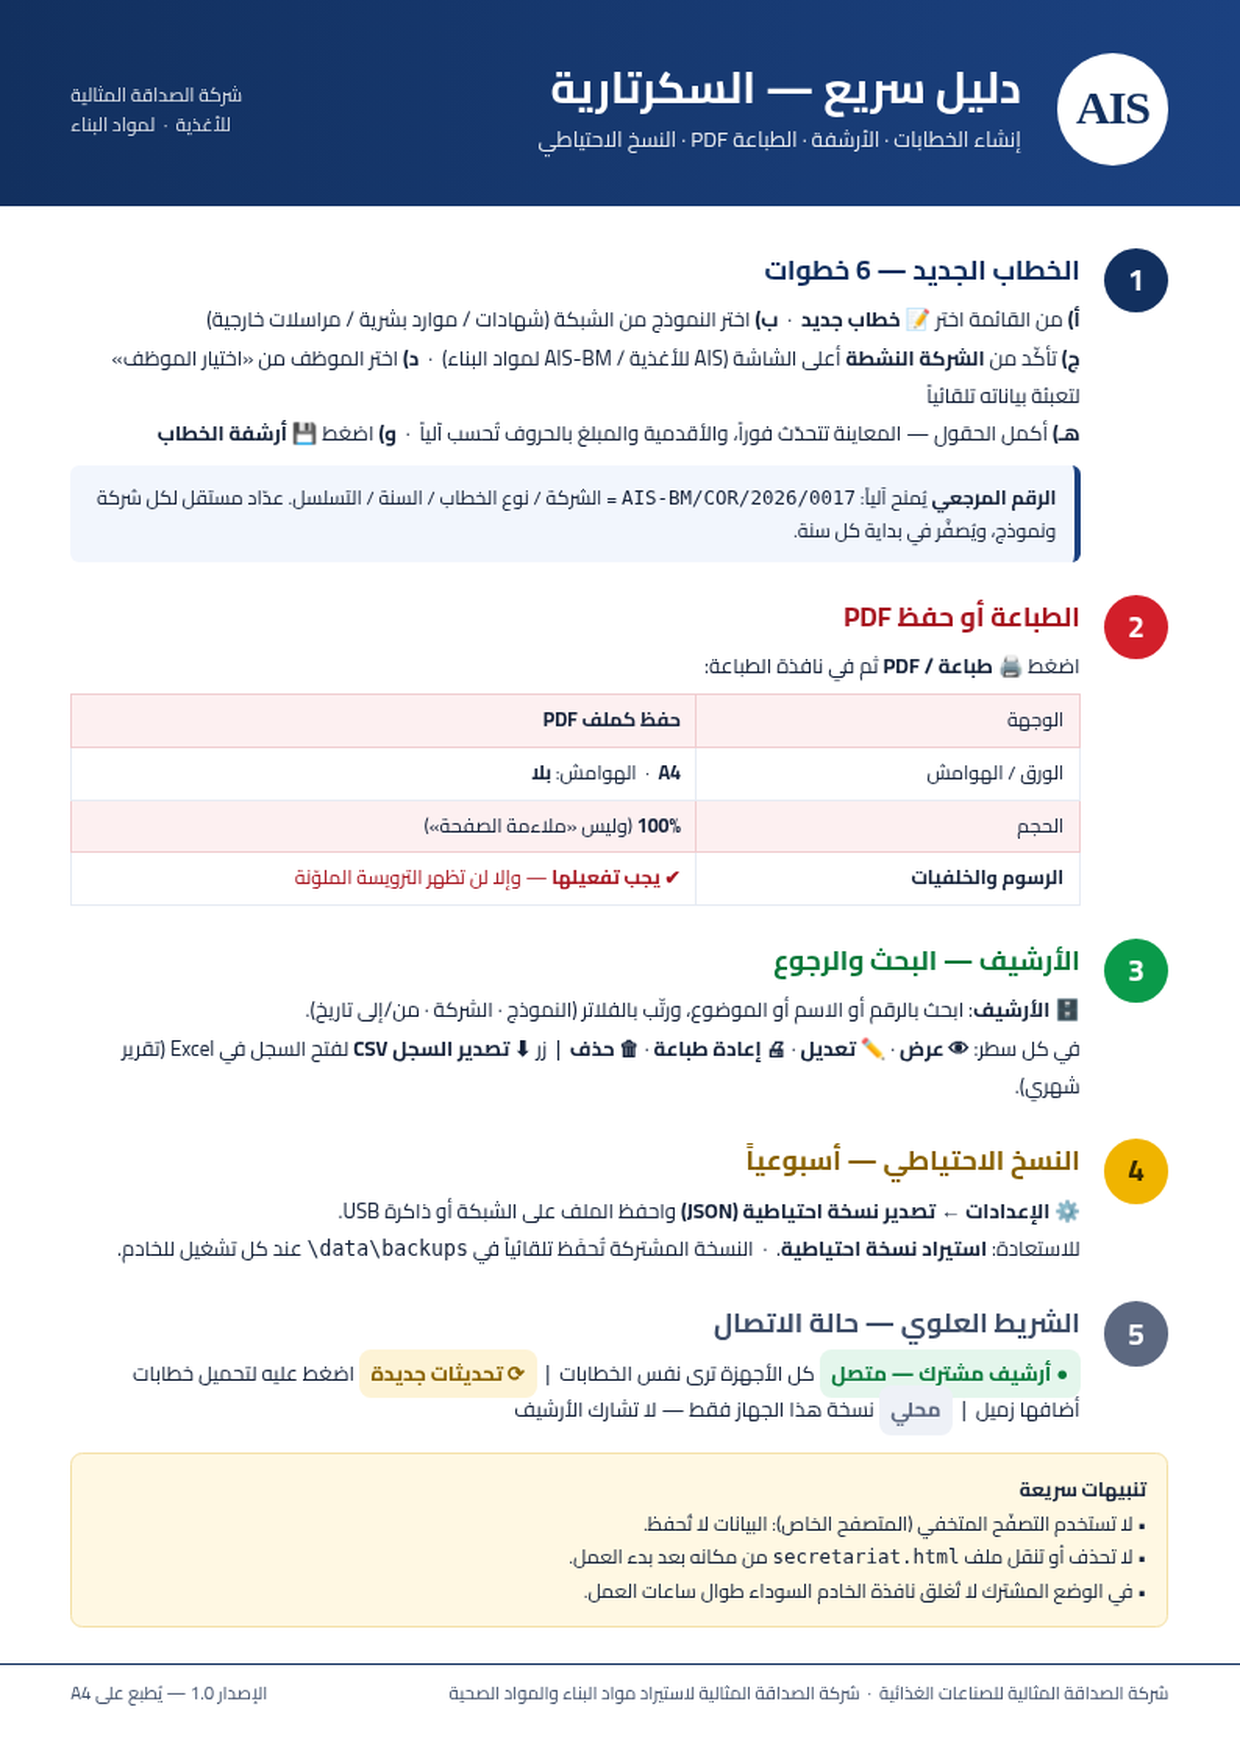 AIS
دليل سريع — السكرتارية
إنشاء الخطابات · الأرشفة · الطباعة PDF · النسخ الاحتياطي
شركة الصداقة المثالية
للأغذية · لمواد البناء
1
الخطاب الجديد — 6 خطوات
أ) من القائمة اختر 📝 خطاب جديد · ب) اختر النموذج من الشبكة (شهادات / موارد بشرية / مراسلات خارجية)
ج) تأكّد من الشركة النشطة أعلى الشاشة (AIS للأغذية / AIS-BM لمواد البناء) · د) اختر الموظف من «اختيار الموظف»
لتعبئة بياناته تلقائياً
هـ) أكمل الحقول — المعاينة تتحدّث فوراً، والأقدمية والمبلغ بالحروف تُحسب آلياً · و) اضغط 💾 أرشفة الخطاب
الرقم المرجعي يُمنح آلياً: AIS-BM/COR/2026/0017 = الشركة / نوع الخطاب / السنة / التسلسل. عدّاد مستقل لكل شركة
ونموذج، ويُصفَّر في بداية كل سنة.
2
الطباعة أو حفظ PDF
اضغط 🖨️ طباعة / PDF ثم في نافذة الطباعة:
الوجهة حفظ كملف PDF
الورق / الهوامش A4 · الهوامش: بلا
الحجم 100% (وليس «ملاءمة الصفحة»)
الرسوم والخلفيات ✔ يجب تفعيلها — وإلا لن تظهر الترويسة الملوّنة
3
الأرشيف — البحث والرجوع
🗄️ الأرشيف: ابحث بالرقم أو الاسم أو الموضوع، ورتّب بالفلاتر (النموذج · الشركة · من/إلى تاريخ).
في كل سطر: 👁 عرض · ✏️ تعديل · 🖨 إعادة طباعة · 🗑 حذف | زر ⬇ تصدير السجل CSV لفتح السجل في Excel (تقرير
شهري).
4
النسخ الاحتياطي — أسبوعياً
⚙️ الإعدادات ← تصدير نسخة احتياطية (JSON) واحفظ الملف على الشبكة أو ذاكرة USB.
للاستعادة: استيراد نسخة احتياطية. · النسخة المشتركة تُحفَظ تلقائياً في data\backups\ عند كل تشغيل للخادم.
5
الشريط العلوي — حالة الاتصال
● أرشيف مشترك — متصل كل الأجهزة ترى نفس الخطابات | ⟳ تحديثات جديدة اضغط عليه لتحميل خطابات
أضافها زميل | محلي نسخة هذا الجهاز فقط — لا تشارك الأرشيف
تنبيهات سريعة
▪ لا تستخدم التصفّح المتخفي (المتصفح الخاص): البيانات لا تُحفظ.
▪ لا تحذف أو تنقل ملف secretariat.html من مكانه بعد بدء العمل.
▪ في الوضع المشترك لا تُغلق نافذة الخادم السوداء طوال ساعات العمل.
شركة الصداقة المثالية للصناعات الغذائية · شركة الصداقة المثالية لاستيراد مواد البناء والمواد الصحية
الإصدار 1.0 — يُطبع على A4